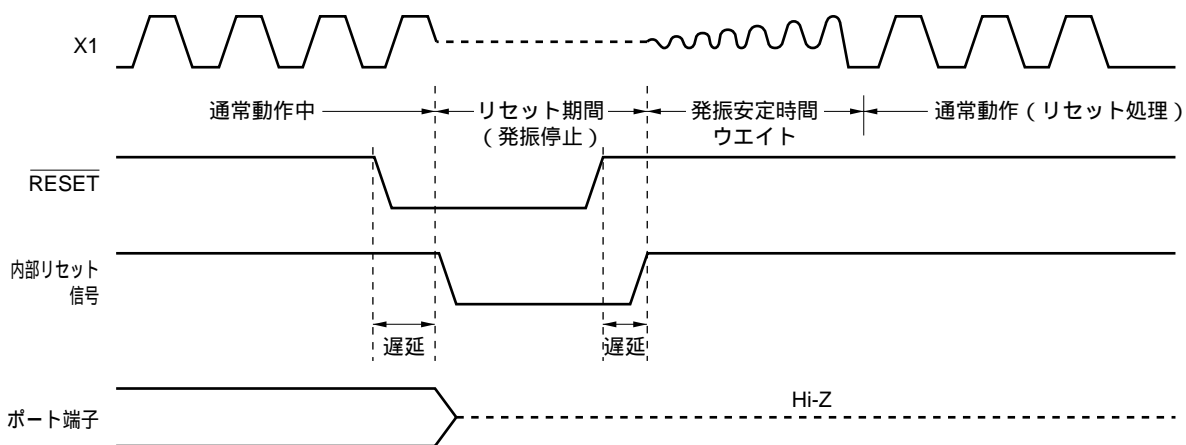 X1
通常動作中
リセット期間
(発振停止)
発振安定時間
ウエイト
通常動作(リセット処理)
RESET
内部リセット
信号
遅延
遅延
Hi-Z
ポート端子